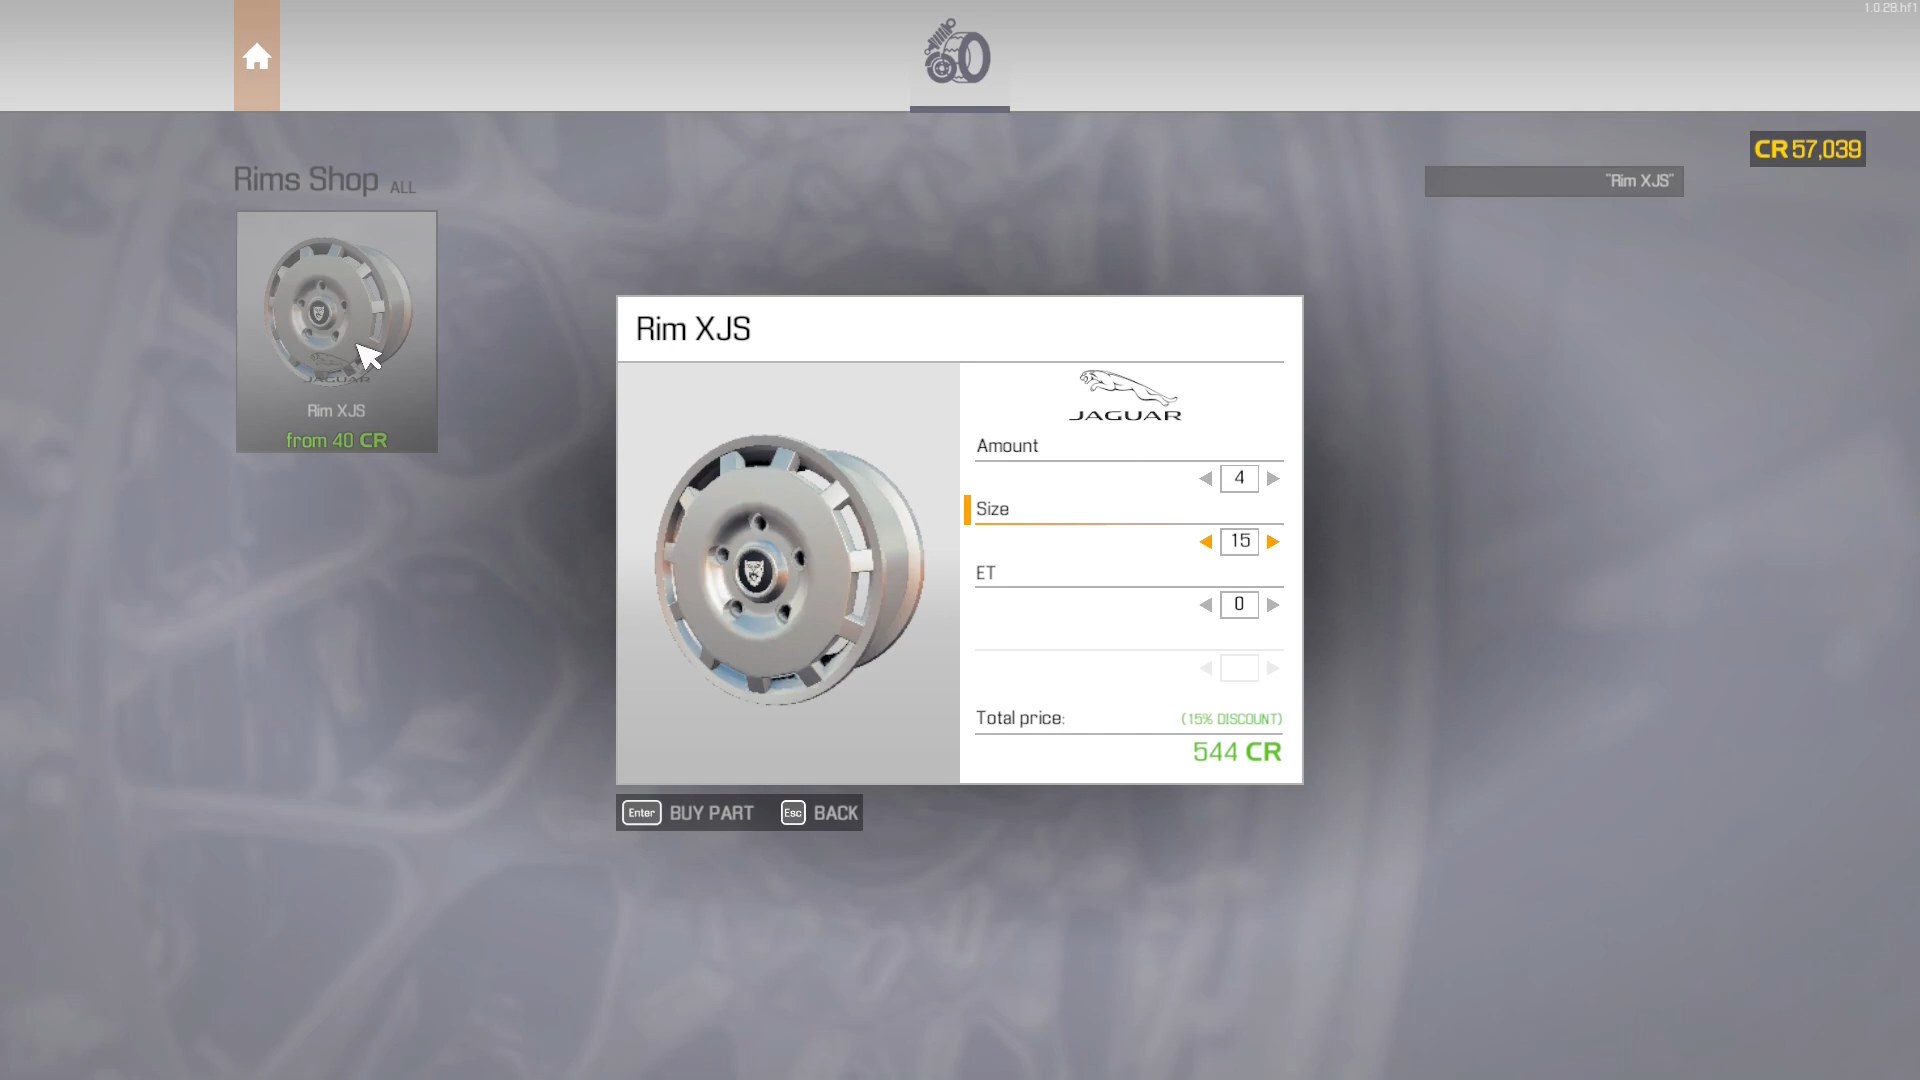 1.0.28.hf1
CR 57,039
Rims Shop ALL
"Rim XJS"
JAGUAR
Rim XJS
from 40 CR
Rim XJS
JAGUAR
Amount
4
Size
15
ET
0
Total price:
(15% DISCOUNT)
544 CR
Enter BUY PART Esc BACK